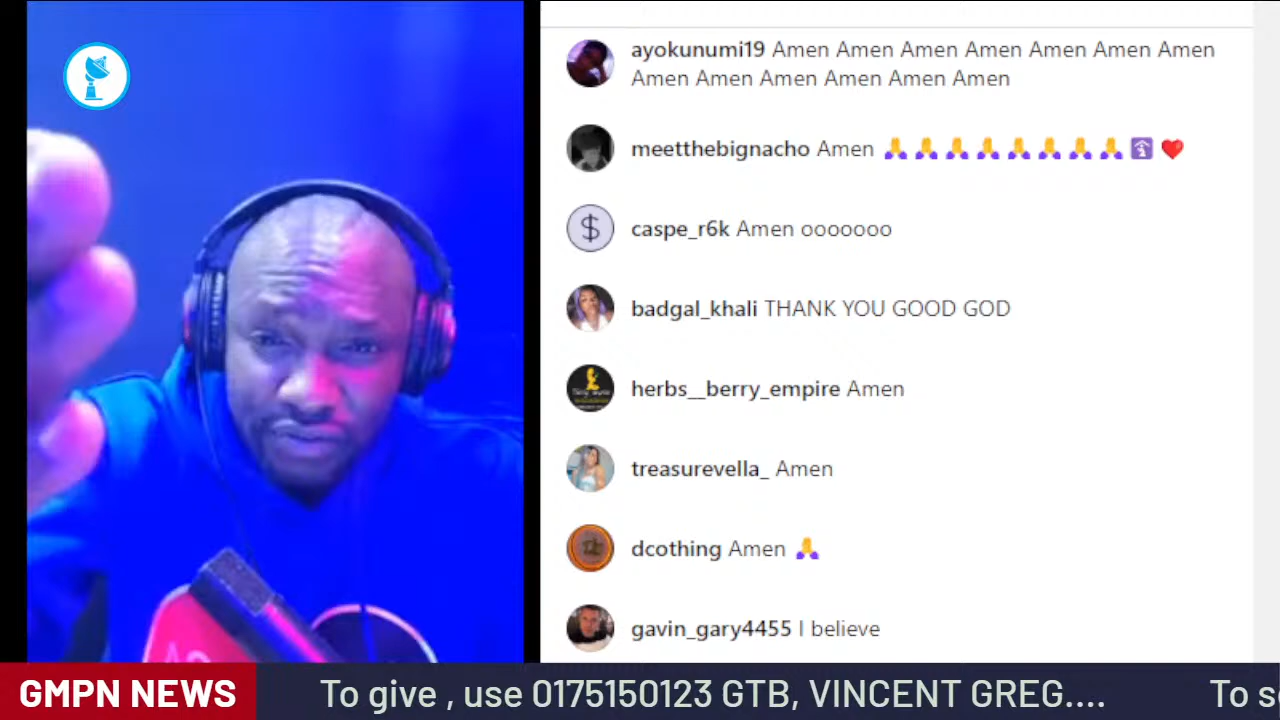 ayokunumi19 Amen Amen Amen Amen Amen Amen Amen
Amen Amen Amen Amen Amen Amen
meetthebignacho Amen 🙏🙏🙏🙏🙏🙏🙏🙏🛐❤️
caspe_r6k Amen ooooooo
badgal_khali THANK YOU GOOD GOD
herbs__berry_empire Amen
treasurevella_ Amen
dcothing Amen 🙏
gavin_gary4455 I believe
GMPN NEWS
To give , use 0175150123 GTB, VINCENT GREG....